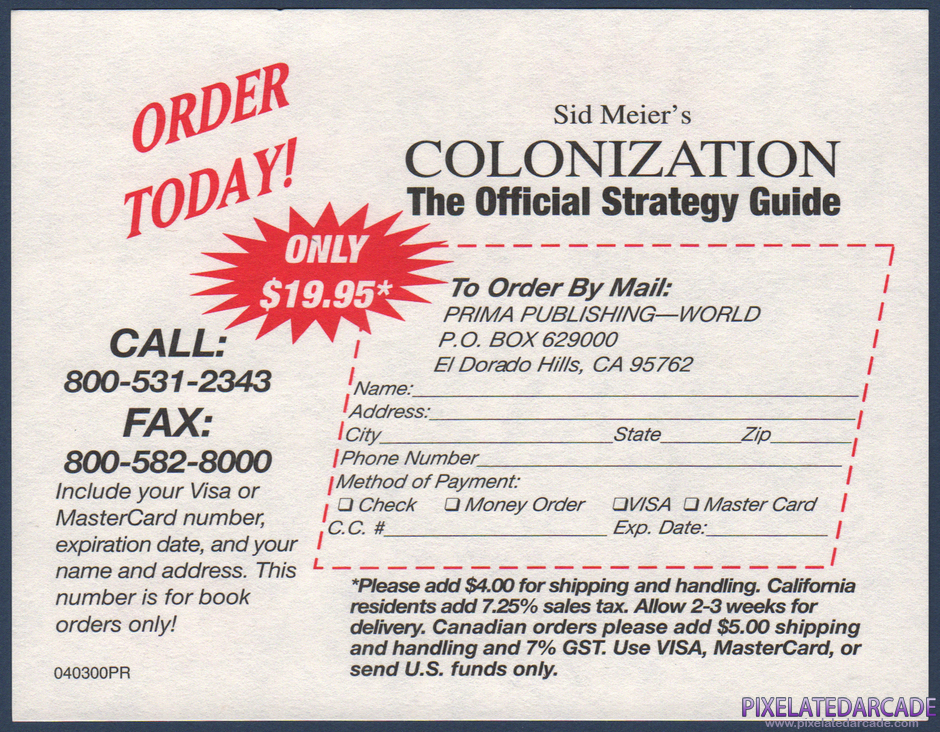 ORDER
TODAY!
ONLY
$19.95*
CALL:
800-531-2343
FAX:
800-582-8000
Include your Visa or
MasterCard number,
expiration date, and your
name and address. This
number is for book
orders only!
040300PR
Sid Meier's
COLONIZATION
The Official Strategy Guide
To Order By Mail:
PRIMA PUBLISHING—WORLD
P.O. BOX 629000
El Dorado Hills, CA 95762
Name:
Address:
City State Zip
Phone Number
Method of Payment:
❏ Check ❏ Money Order ❏VISA ❏ Master Card
C.C. # Exp. Date:
*Please add $4.00 for shipping and handling. California
residents add 7.25% sales tax. Allow 2-3 weeks for
delivery. Canadian orders please add $5.00 shipping
and handling and 7% GST. Use VISA, MasterCard, or
send U.S. funds only.
PIXELATEDARCADE
www.pixelatedarcade.com